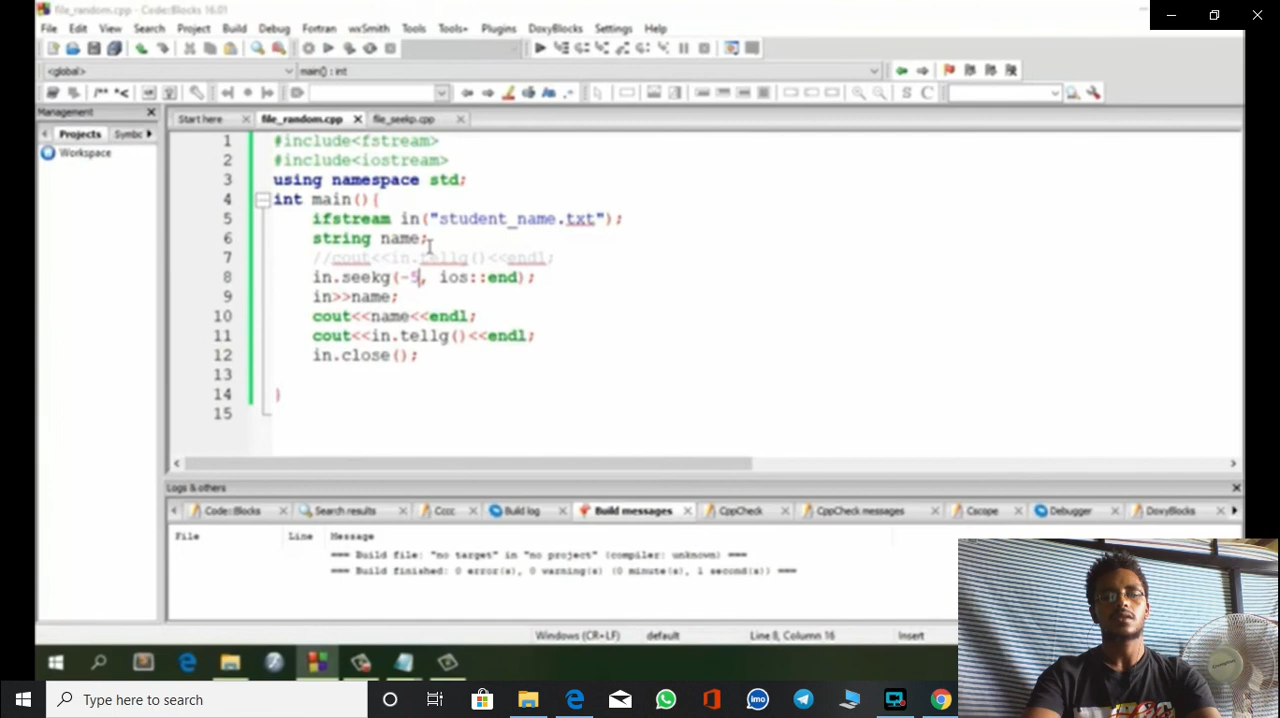 file_random.cpp - Code::Blocks 16.01
File Edit View Search Project Build Debug Fortran wxSmith Tools Tools+ Plugins DoxyBlocks Settings Help
<global> main() : int
Management
Start here file_random.cpp file_seekp.cpp
Projects Symbc
Workspace
1 #include<fstream>
2 #include<iostream>
3 using namespace std;
4 int main(){
5 ifstream in("student_name.txt");
6 string name;
7 //cout<<in.tellg()<<endl;
8 in.seekg(-5, ios::end);
9 in>>name;
10 cout<<name<<endl;
11 cout<<in.tellg()<<endl;
12 in.close();
13
14 }
15
Logs & others
Code::Blocks Search results Cccc Build log Build messages CppCheck CppCheck messages Cscope Debugger DoxyBlocks
File Line Message
=== Build file: "no target" in "no project" (compiler: unknown) ===
=== Build finished: 0 error(s), 0 warning(s) (0 minute(s), 1 second(s)) ===
Windows (CR+LF) default Line 8, Column 16 Insert
Type here to search